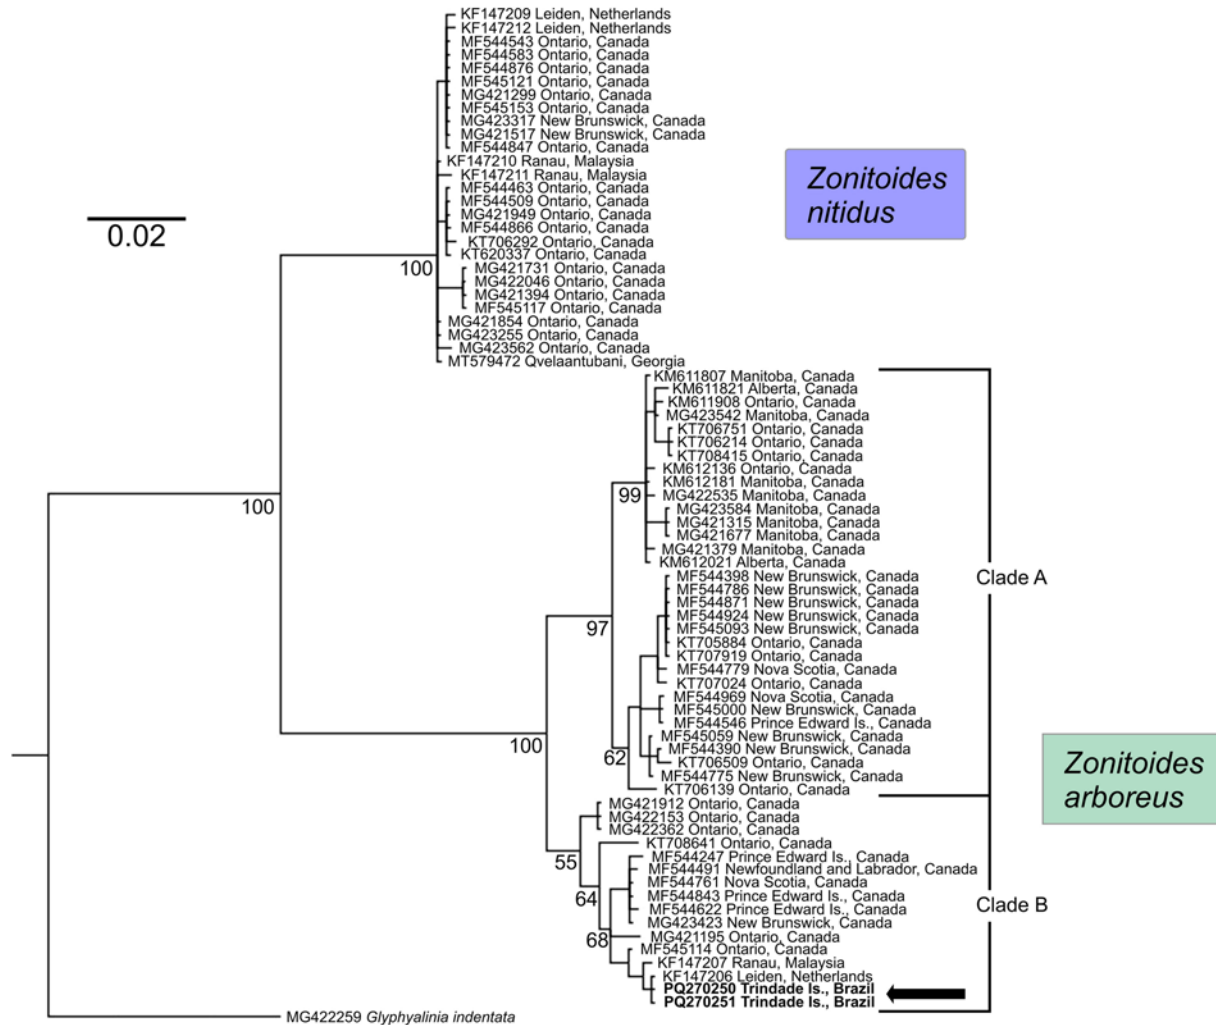 KF147209 Leiden, Netherlands
KF147212 Leiden, Netherlands
MF544543 Ontario, Canada
MF544583 Ontario, Canada
MF544876 Ontario, Canada
MF545121 Ontario, Canada
MG421299 Ontario, Canada
MF545153 Ontario, Canada
MG423317 New Brunswick, Canada
MG421517 New Brunswick, Canada
MF544847 Ontario, Canada
KF147210 Ranau, Malaysia
KF147211 Ranau, Malaysia
MF544463 Ontario, Canada
MF544509 Ontario, Canada
MG421949 Ontario, Canada
MF544866 Ontario, Canada
KT706292 Ontario, Canada
KT620337 Ontario, Canada
MG421731 Ontario, Canada
MG422046 Ontario, Canada
MG421394 Ontario, Canada
MF545117 Ontario, Canada
MG421854 Ontario, Canada
MG423255 Ontario, Canada
MG423562 Ontario, Canada
MT579472 Qvelaantubani, Georgia
Zonitoides
nitidus
0.02
100
100
KM611807 Manitoba, Canada
KM611821 Alberta, Canada
KM611908 Ontario, Canada
MG423542 Manitoba, Canada
KT706751 Ontario, Canada
KT706214 Ontario, Canada
KT708415 Ontario, Canada
KM612136 Ontario, Canada
KM612181 Manitoba, Canada
MG422535 Manitoba, Canada
MG423584 Manitoba, Canada
MG421315 Manitoba, Canada
MG421677 Manitoba, Canada
MG421379 Manitoba, Canada
KM612021 Alberta, Canada
99
MF544398 New Brunswick, Canada
MF544786 New Brunswick, Canada
MF544871 New Brunswick, Canada
MF544924 New Brunswick, Canada
MF545093 New Brunswick, Canada
KT705884 Ontario, Canada
KT707919 Ontario, Canada
MF544779 Nova Scotia, Canada
KT707024 Ontario, Canada
MF544969 Nova Scotia, Canada
MF545000 New Brunswick, Canada
MF544546 Prince Edward Is., Canada
MF545059 New Brunswick, Canada
MF544390 New Brunswick, Canada
KT706509 Ontario, Canada
MF544775 New Brunswick, Canada
KT706139 Ontario, Canada
97
62
Clade A
100
Zonitoides
arboreus
MG421912 Ontario, Canada
MG422153 Ontario, Canada
MG422362 Ontario, Canada
KT708641 Ontario, Canada
MF544247 Prince Edward Is., Canada
MF544491 Newfoundland and Labrador, Canada
MF544761 Nova Scotia, Canada
MF544843 Prince Edward Is., Canada
MF544622 Prince Edward Is., Canada
MG423423 New Brunswick, Canada
MG421195 Ontario, Canada
MF545114 Ontario, Canada
KF147207 Ranau, Malaysia
KF147206 Leiden, Netherlands
PQ270250 Trindade Is., Brazil
PQ270251 Trindade Is., Brazil
55
64
68
Clade B
MG422259 Glyphyalinia indentata